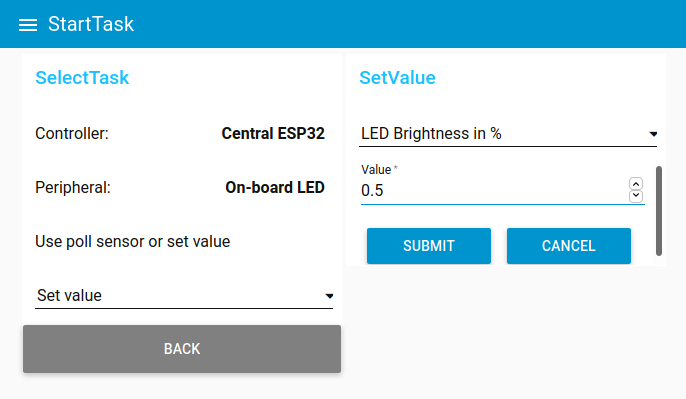 StartTask
SelectTask
Controller: Central ESP32
Peripheral: On-board LED
Use poll sensor or set value
Set value
BACK
SetValue
LED Brightness in %
Value *
0.5
SUBMIT CANCEL